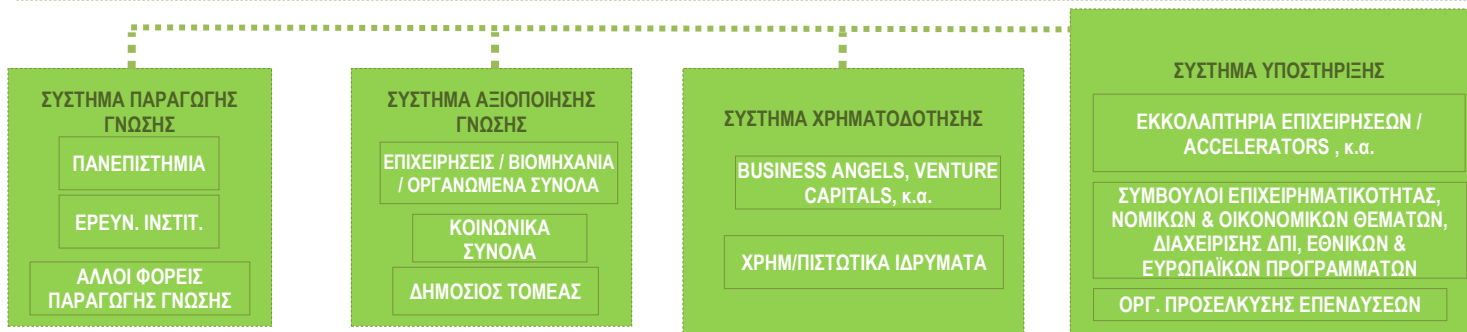 ΣΥΣΤΗΜΑ ΠΑΡΑΓΩΓΗΣ
ΓΝΩΣΗΣ
ΠΑΝΕΠΙΣΤΗΜΙΑ
ΕΡΕΥΝ. ΙΝΣΤΙΤ.
ΑΛΛΟΙ ΦΟΡΕΙΣ
ΠΑΡΑΓΩΓΗΣ ΓΝΩΣΗΣ
ΣΥΣΤΗΜΑ ΑΞΙΟΠΟΙΗΣΗΣ
ΓΝΩΣΗΣ
ΕΠΙΧΕΙΡΗΣΕΙΣ / ΒΙΟΜΗΧΑΝΙΑ
/ ΟΡΓΑΝΩΜΕΝΑ ΣΥΝΟΛΑ
ΚΟΙΝΩΝΙΚΑ
ΣΥΝΟΛΑ
ΔΗΜΟΣΙΟΣ ΤΟΜΕΑΣ
ΣΥΣΤΗΜΑ ΧΡΗΜΑΤΟΔΟΤΗΣΗΣ
BUSINESS ANGELS, VENTURE
CAPITALS, κ.α.
ΧΡΗΜ/ΠΙΣΤΩΤΙΚΑ ΙΔΡΥΜΑΤΑ
ΣΥΣΤΗΜΑ ΥΠΟΣΤΗΡΙΞΗΣ
ΕΚΚΟΛΑΠΤΗΡΙΑ ΕΠΙΧΕΙΡΗΣΕΩΝ /
ACCELERATORS , κ.α.
ΣΥΜΒΟΥΛΟΙ ΕΠΙΧΕΙΡΗΜΑΤΙΚΟΤΗΤΑΣ,
ΝΟΜΙΚΩΝ & ΟΙΚΟΝΟΜΙΚΩΝ ΘΕΜΑΤΩΝ,
ΔΙΑΧΕΙΡΙΣΗΣ ΔΠΙ, ΕΘΝΙΚΩΝ &
ΕΥΡΩΠΑΪΚΩΝ ΠΡΟΓΡΑΜΜΑΤΩΝ
ΟΡΓ. ΠΡΟΣΕΛΚΥΣΗΣ ΕΠΕΝΔΥΣΕΩΝ